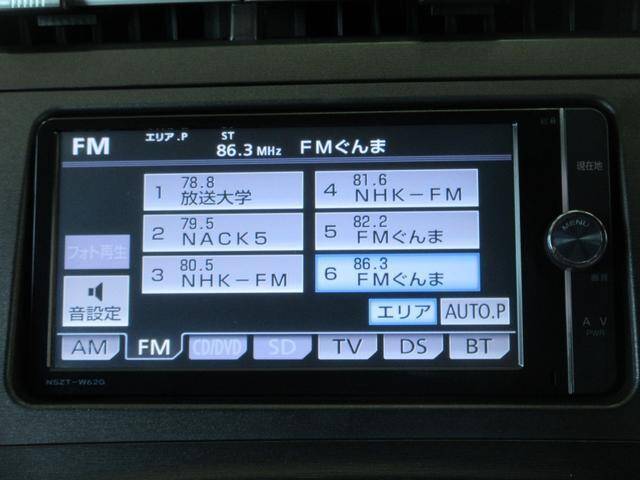 FM
エリア.P
ST
86.3 MHz
FMぐんま
1 78.8 放送大学
4 81.6 NHK-FM
2 79.5 NACK5
5 82.2 FMぐんま
3 80.5 NHK-FM
6 86.3 FMぐんま
フォト再生
音設定
エリア
AUTO.P
AM
FM
CD/DVD
SD
TV
DS
BT
NSZT-W62G
現在地
MENU
画面
A V
PWR